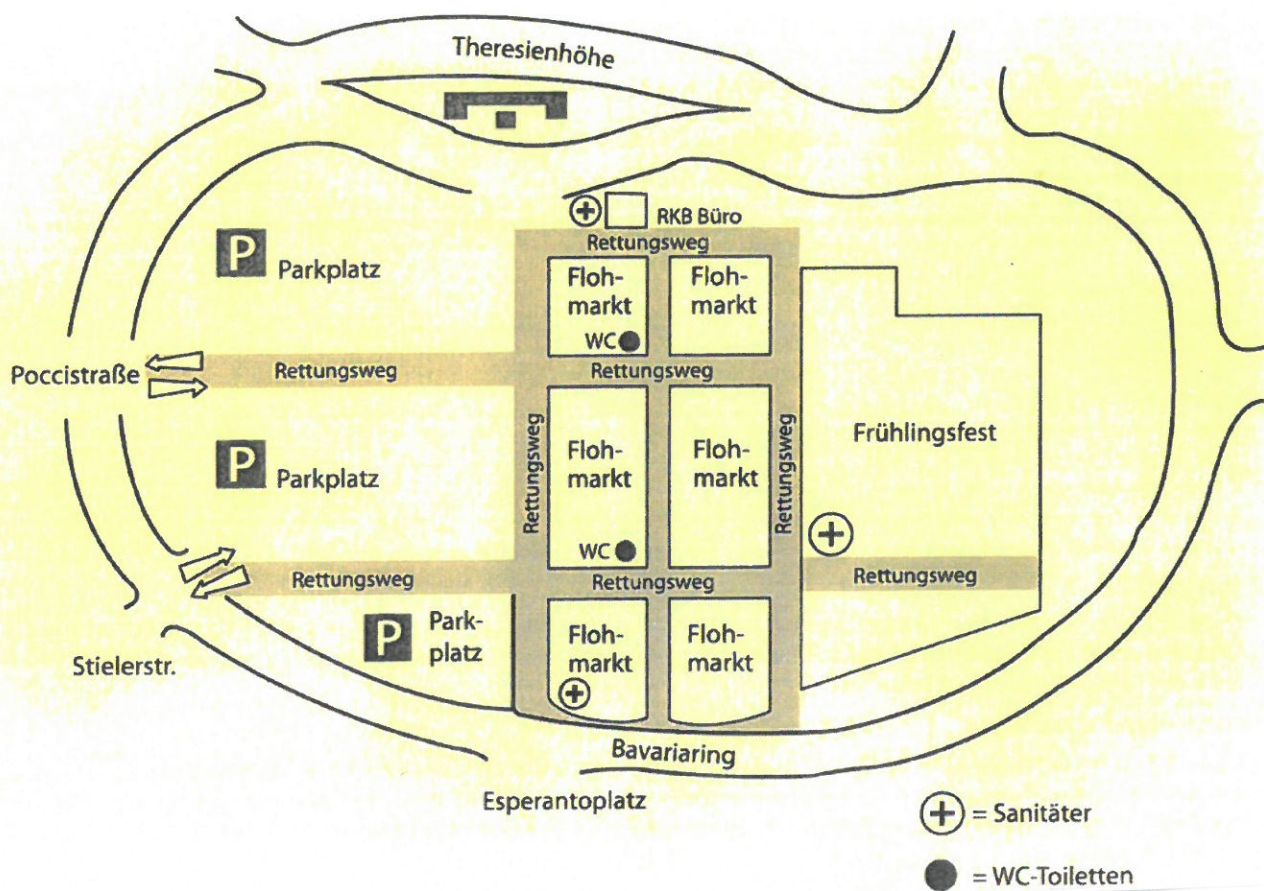 Theresienhöhe
RKB Büro
Rettungsweg
P Parkplatz
Floh-
markt
Floh-
markt
WC
Poccistraße
Rettungsweg
Rettungsweg
Frühlingsfest
P Parkplatz
Rettungsweg
Floh-
markt
Floh-
markt
Rettungsweg
WC
Rettungsweg
Rettungsweg
Rettungsweg
P Park-
platz
Floh-
markt
Floh-
markt
Stielerstr.
Bavariaring
Esperantoplatz
= Sanitäter
= WC-Toiletten